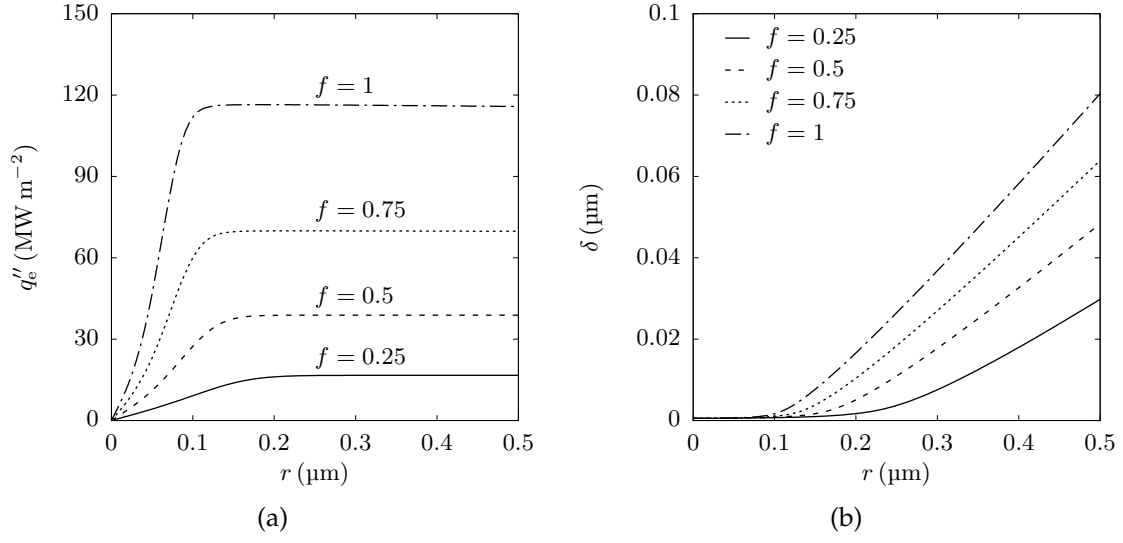 150
120
90
60
30
0
q″e (MW m−2)
f = 1
f = 0.75
f = 0.5
f = 0.25
0 0.1 0.2 0.3 0.4 0.5
r (µm)
(a)
0.1
0.08
0.06
0.04
0.02
0
δ (µm)
f = 0.25
f = 0.5
f = 0.75
f = 1
0 0.1 0.2 0.3 0.4 0.5
r (µm)
(b)